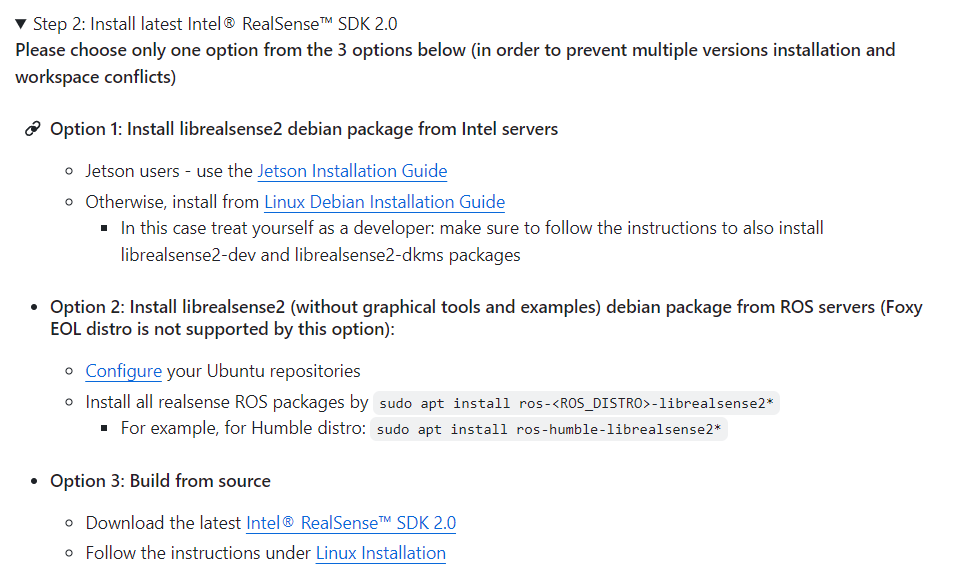 ▼ Step 2: Install latest Intel® RealSense™ SDK 2.0
Please choose only one option from the 3 options below (in order to prevent multiple versions installation and
workspace conflicts)
Option 1: Install librealsense2 debian package from Intel servers
Jetson users - use the Jetson Installation Guide
Otherwise, install from Linux Debian Installation Guide
In this case treat yourself as a developer: make sure to follow the instructions to also install
librealsense2-dev and librealsense2-dkms packages
Option 2: Install librealsense2 (without graphical tools and examples) debian package from ROS servers (Foxy
EOL distro is not supported by this option):
Configure your Ubuntu repositories
Install all realsense ROS packages by sudo apt install ros-<ROS_DISTRO>-librealsense2*
For example, for Humble distro: sudo apt install ros-humble-librealsense2*
Option 3: Build from source
Download the latest Intel® RealSense™ SDK 2.0
Follow the instructions under Linux Installation